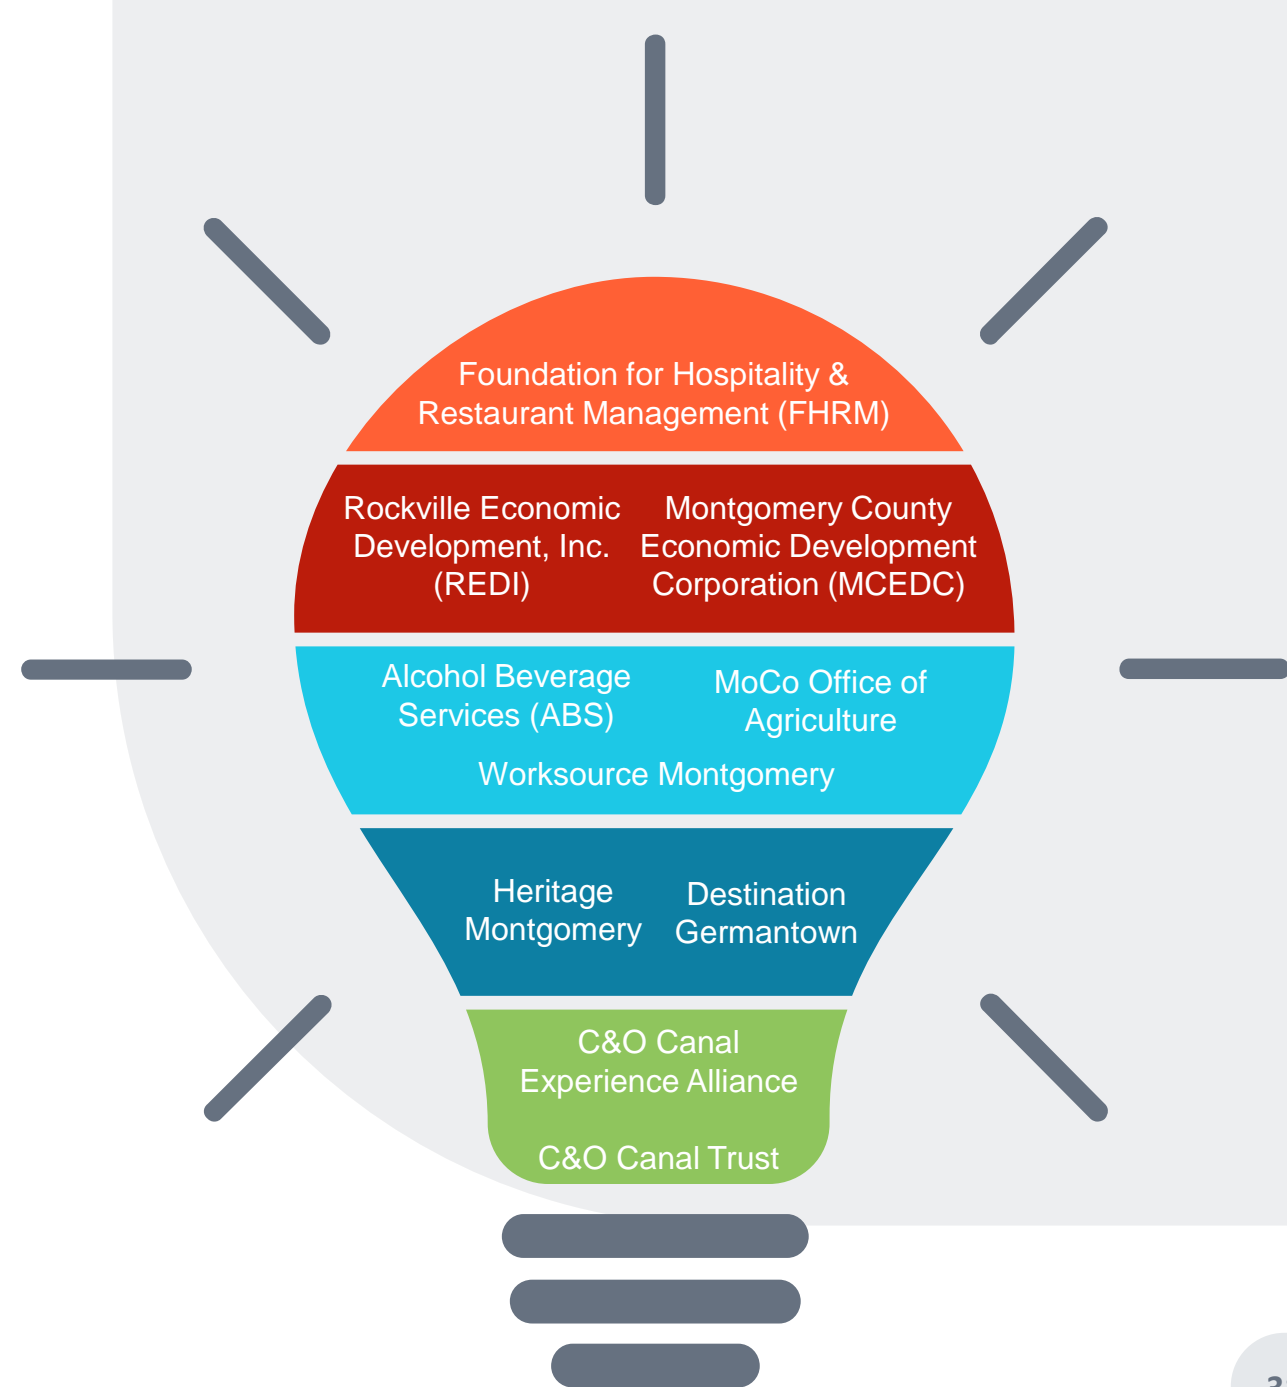 Foundation for Hospitality &
Restaurant Management (FHRM)
Rockville Economic
Development, Inc.
(REDI)
Montgomery County
Economic Development
Corporation (MCEDC)
Alcohol Beverage
Services (ABS)
MoCo Office of
Agriculture
Worksource Montgomery
Heritage
Montgomery
Destination
Germantown
C&O Canal
Experience Alliance
C&O Canal Trust